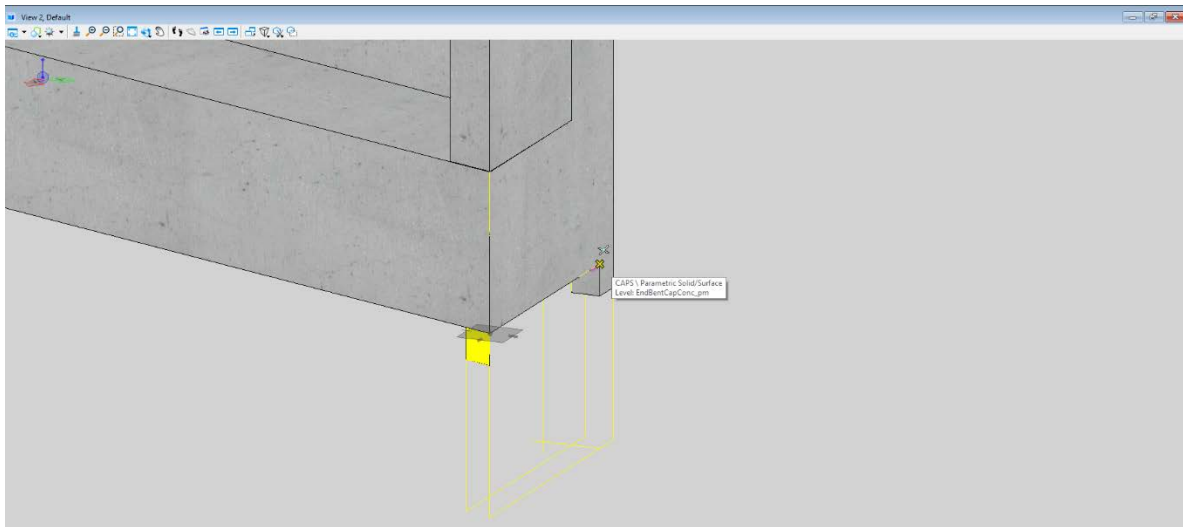 View 2, Default
CAPS \ Parametric Solid/Surface
Level: EndBentCapConc_pm